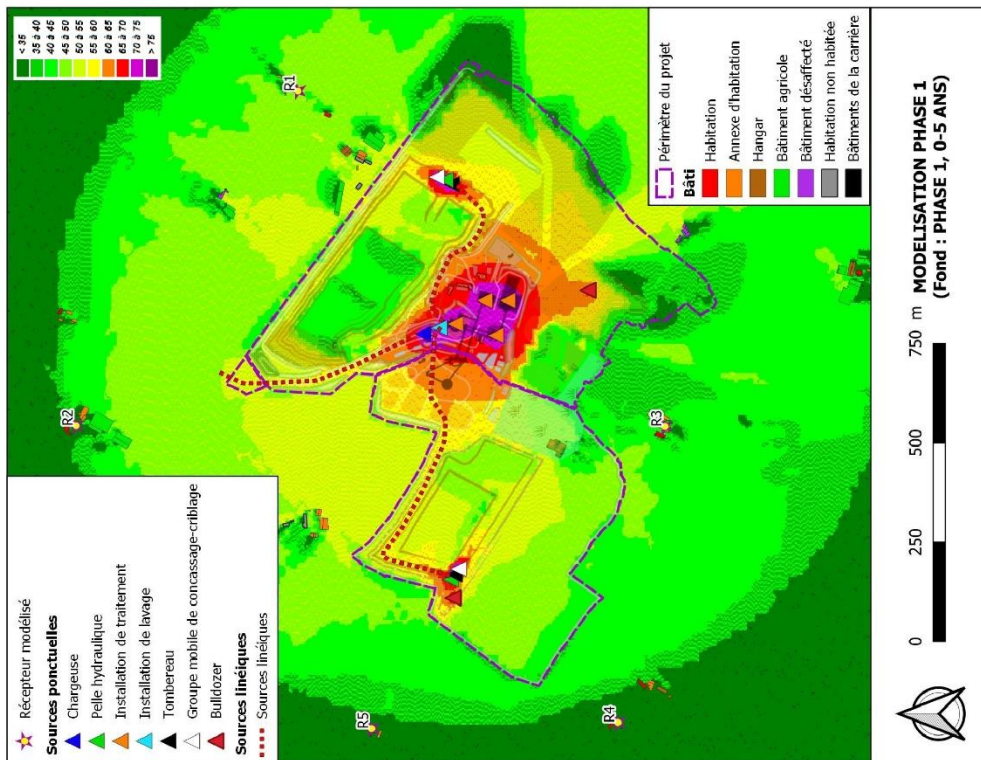 Récepteur modélisé
Sources ponctuelles
Chargeuse
Pelle hydraulique
Installation de traitement
Installation de lavage
Tombereau
Groupe mobile de concassage-criblage
Bulldozer
Sources linéiques
Sources linéiques
< 35
35 à 40
40 à 45
45 à 50
50 à 55
55 à 60
60 à 65
65 à 70
70 à 75
> 75
R1
R2
R3
R4
R5
Périmètre du projet
Bâti
Habitation
Annexe d'habitation
Hangar
Bâtiment agricole
Bâtiment désaffecté
Habitation non habitée
Bâtiments de la carrière
0 250 500 750 m
MODELISATION PHASE 1
(Fond : PHASE 1, 0-5 ANS)